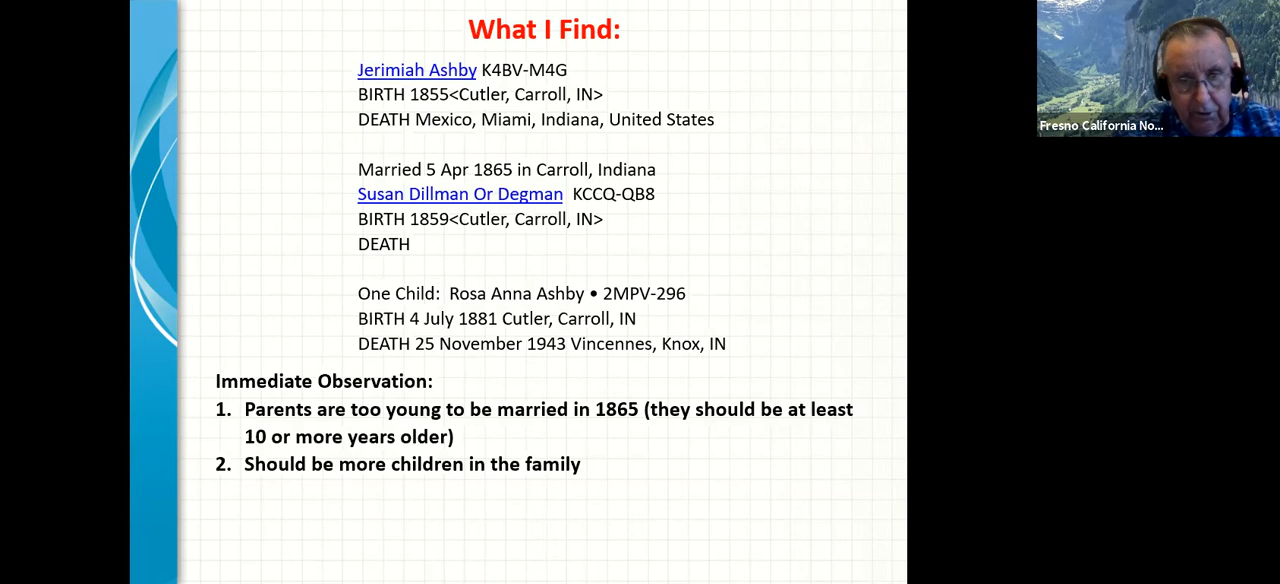 What I Find:
Jerimiah Ashby K4BV-M4G
BIRTH 1855<Cutler, Carroll, IN>
DEATH Mexico, Miami, Indiana, United States
Married 5 Apr 1865 in Carroll, Indiana
Susan Dillman Or Degman KCCQ-QB8
BIRTH 1859<Cutler, Carroll, IN>
DEATH
One Child: Rosa Anna Ashby • 2MPV-296
BIRTH 4 July 1881 Cutler, Carroll, IN
DEATH 25 November 1943 Vincennes, Knox, IN
Immediate Observation:
1. Parents are too young to be married in 1865 (they should be at least
10 or more years older)
2. Should be more children in the family
Fresno California No...